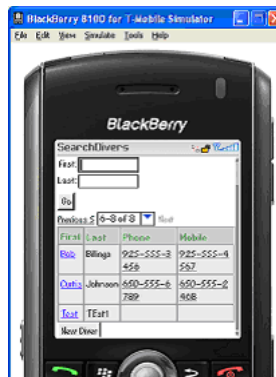 BlackBerry 8100 for T-Mobile Simulator
File Edit View Simulate Tools Help
BlackBerry
SearchDivers
First:
Last:
Go
Previous 5 6-8 of 8 Next
First Last Phone Mobile
Bob Billings 925-555-3456 925-555-4567
Curtis Johnson 650-555-6789 650-555-2468
Test TEst1
New Diver